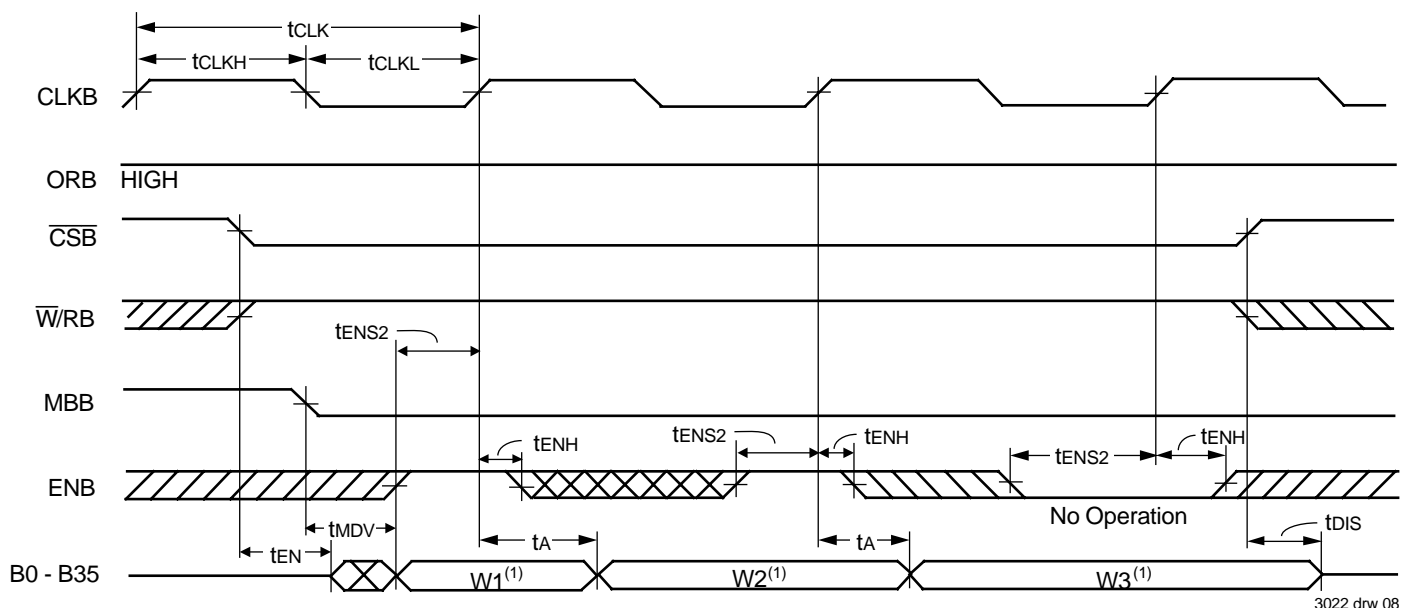 tCLK
tCLKH
tCLKL
CLKB
ORB
HIGH
CSB
W/RB
tENS2
MBB
tENH
tENS2
tENH
tENS2
tENH
ENB
No Operation
tMDV
tEN
tA
tA
tDIS
B0 - B35
W1(1)
W2(1)
W3(1)
3022 drw 08